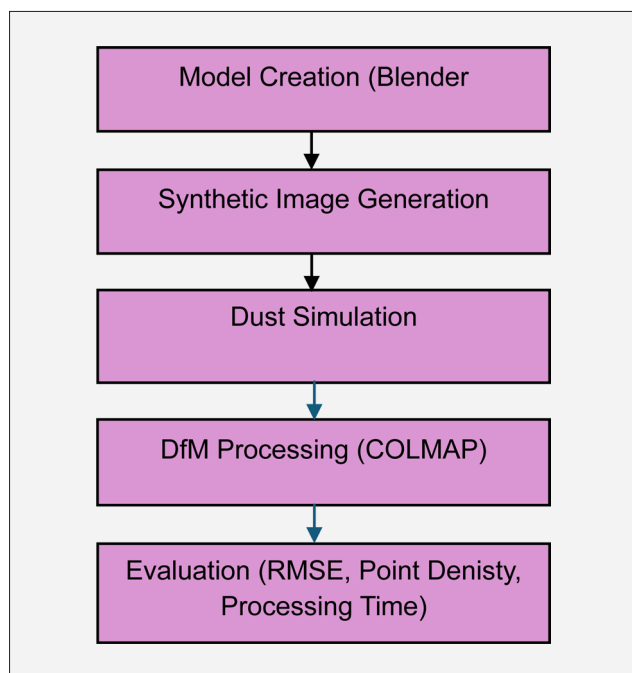 Model Creation (Blender
Synthetic Image Generation
Dust Simulation
DfM Processing (COLMAP)
Evaluation (RMSE, Point Denisty,
Processing Time)